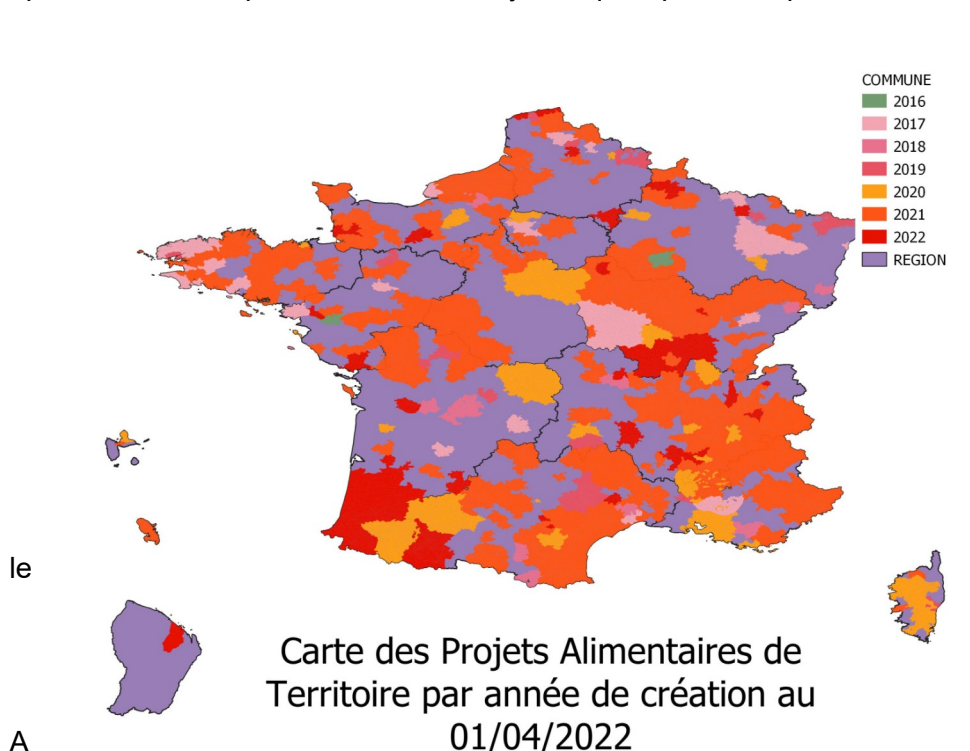 COMMUNE
2016
2017
2018
2019
2020
2021
2022
REGION
le
Carte des Projets Alimentaires de
Territoire par année de création au
01/04/2022
A